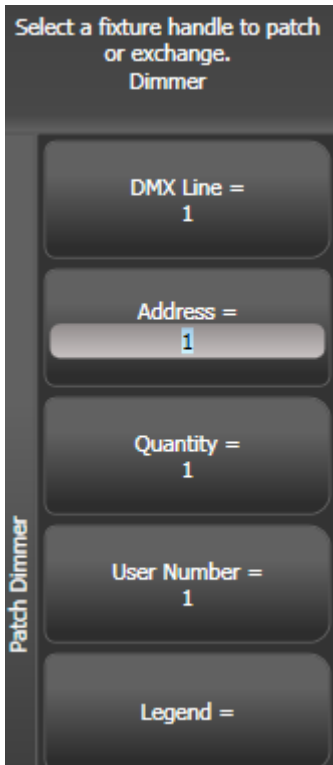 Select a fixture handle to patch
or exchange.
Dimmer
DMX Line =
1
Address =
1
Quantity =
1
User Number =
1
Legend =
Patch Dimmer